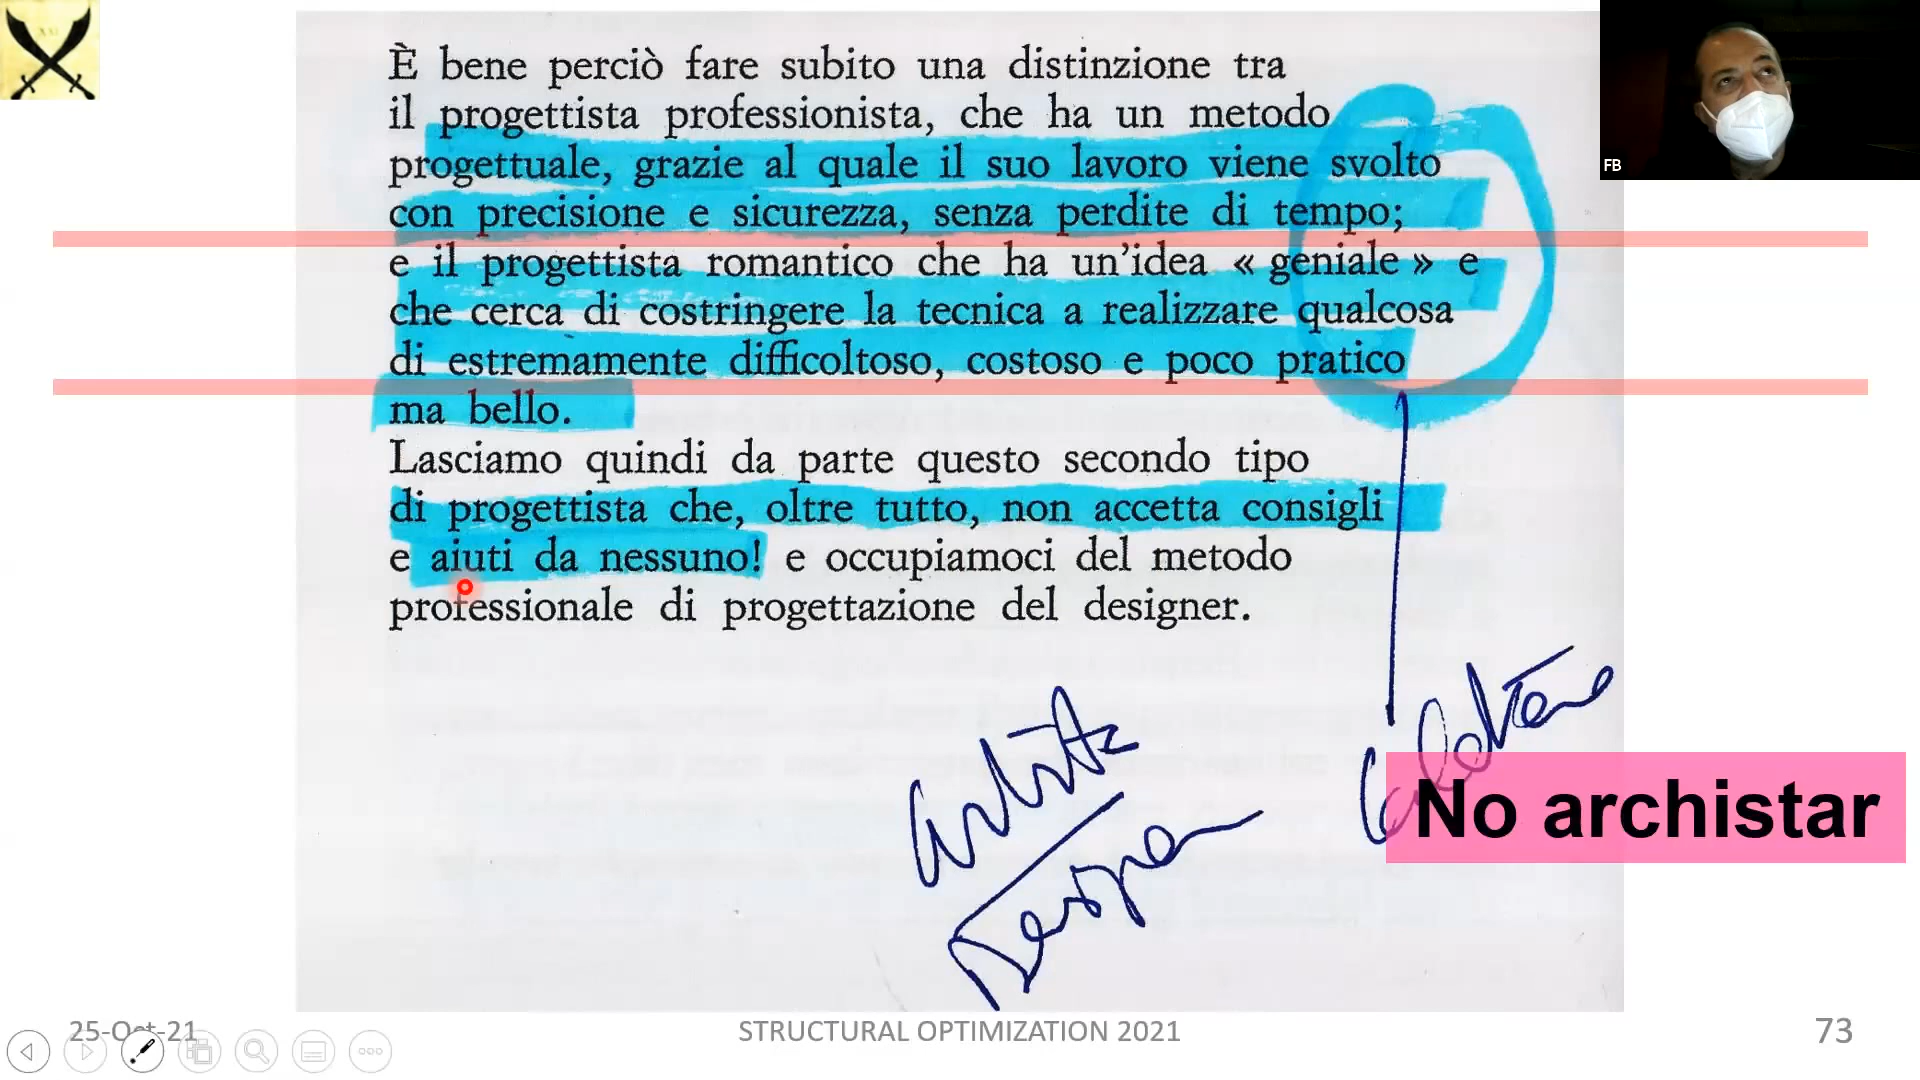 XXI
È bene perciò fare subito una distinzione tra
il progettista professionista, che ha un metodo
progettuale, grazie al quale il suo lavoro viene svolto
con precisione e sicurezza, senza perdite di tempo;
e il progettista romantico che ha un'idea « geniale » e
che cerca di costringere la tecnica a realizzare qualcosa
di estremamente difficoltoso, costoso e poco pratico
ma bello.
Lasciamo quindi da parte questo secondo tipo
di progettista che, oltre tutto, non accetta consigli
e aiuti da nessuno! e occupiamoci del metodo
professionale di progettazione del designer.
FB
No archistar
25-Oct-21
STRUCTURAL OPTIMIZATION 2021
73